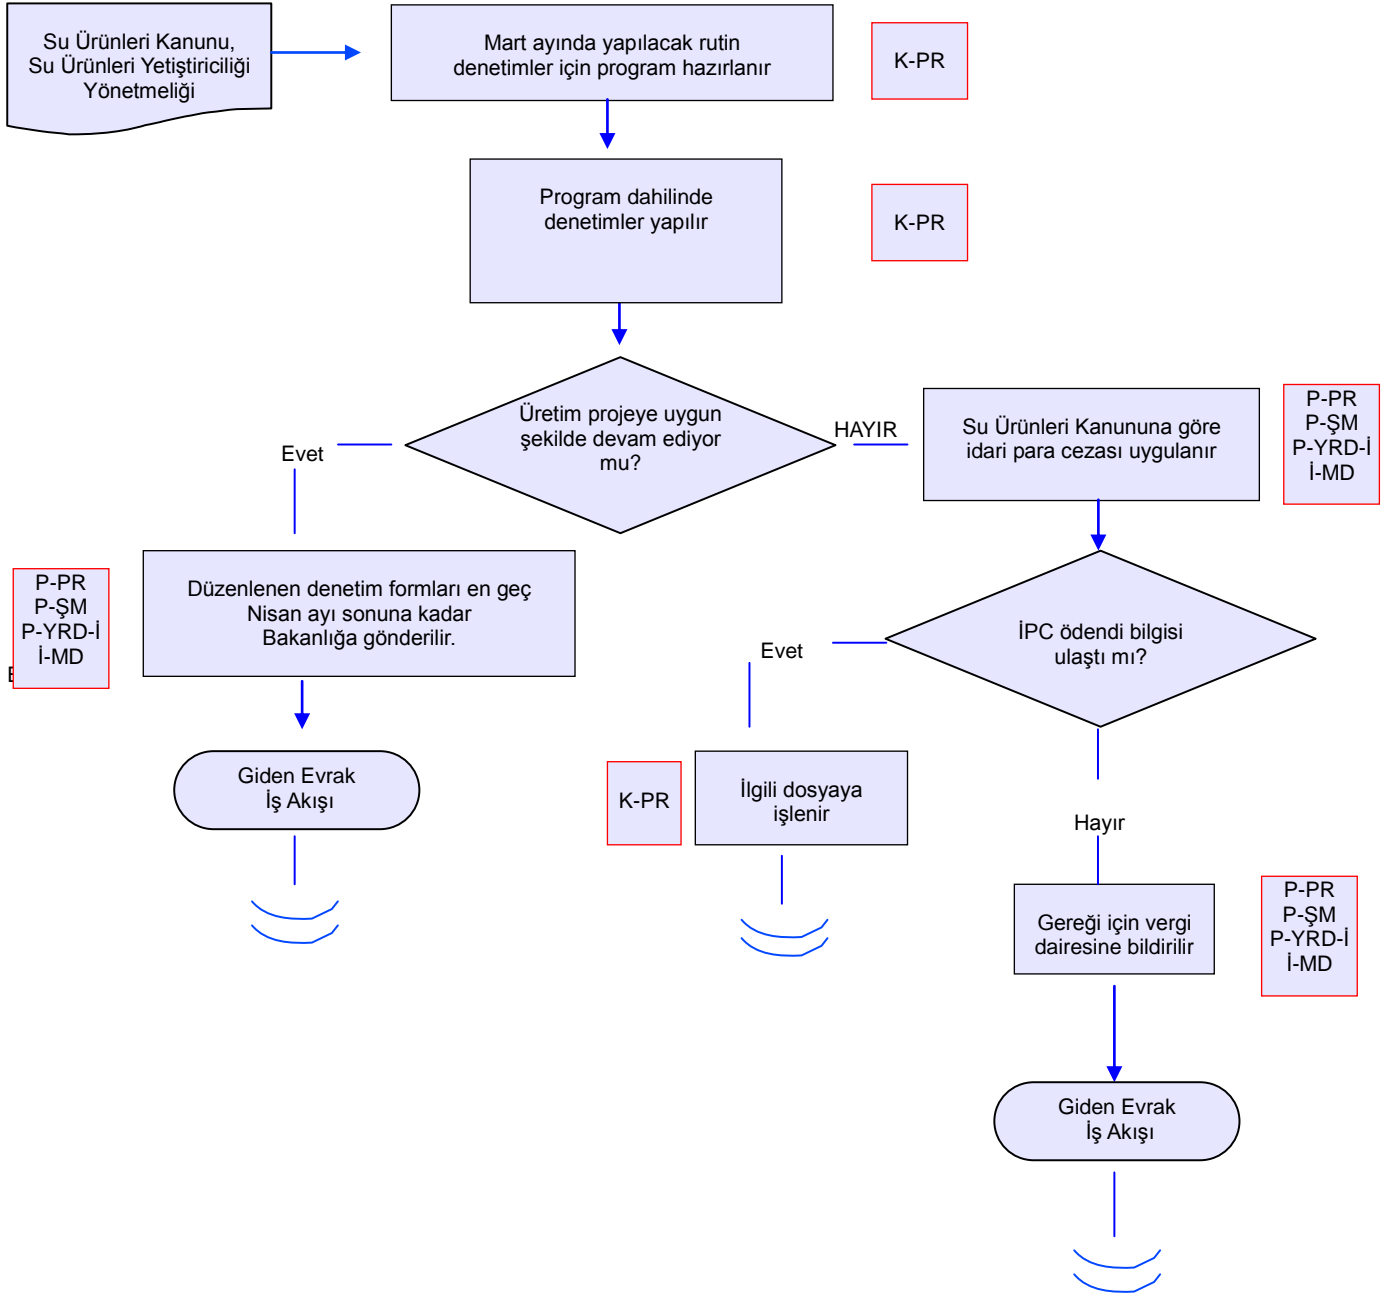 Su Ürünleri Kanunu,
Su Ürünleri Yetiştiriciliği
Yönetmeliği
Mart ayında yapılacak rutin
denetimler için program hazırlanır
K-PR
Program dahilinde
denetimler yapılır
K-PR
Üretim projeye uygun
şekilde devam ediyor
mu?
Evet
HAYIR
Su Ürünleri Kanununa göre
idari para cezası uygulanır
P-PR
P-ŞM
P-YRD-İ
İ-MD
P-PR
P-ŞM
P-YRD-İ
İ-MD
Düzenlenen denetim formları en geç
Nisan ayı sonuna kadar
Bakanlığa gönderilir.
İPC ödendi bilgisi
ulaştı mı?
Evet
Giden Evrak
İş Akışı
K-PR
İlgili dosyaya
işlenir
Hayır
Gereği için vergi
dairesine bildirilir
P-PR
P-ŞM
P-YRD-İ
İ-MD
Giden Evrak
İş Akışı